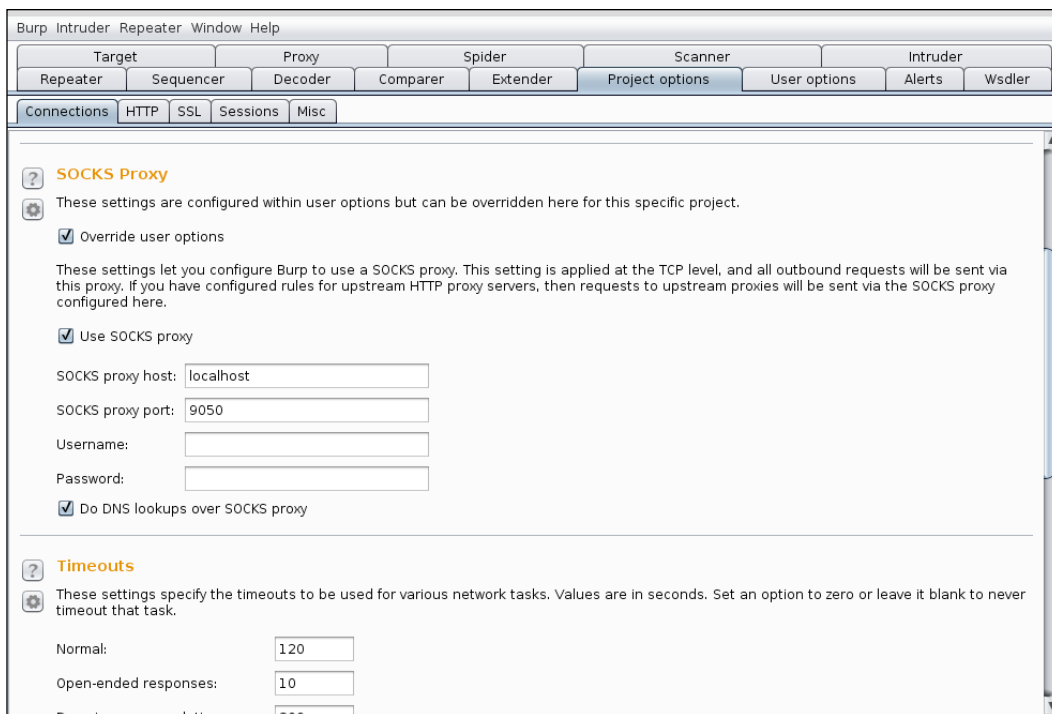 Burp Intruder Repeater Window Help
Target Proxy Spider Scanner Intruder
Repeater Sequencer Decoder Comparer Extender Project options User options Alerts Wsdler
Connections HTTP SSL Sessions Misc
? SOCKS Proxy
These settings are configured within user options but can be overridden here for this specific project.
Override user options
These settings let you configure Burp to use a SOCKS proxy. This setting is applied at the TCP level, and all outbound requests will be sent via
this proxy. If you have configured rules for upstream HTTP proxy servers, then requests to upstream proxies will be sent via the SOCKS proxy
configured here.
Use SOCKS proxy
SOCKS proxy host: localhost
SOCKS proxy port: 9050
Username:
Password:
Do DNS lookups over SOCKS proxy
? Timeouts
These settings specify the timeouts to be used for various network tasks. Values are in seconds. Set an option to zero or leave it blank to never
timeout that task.
Normal: 120
Open-ended responses: 10